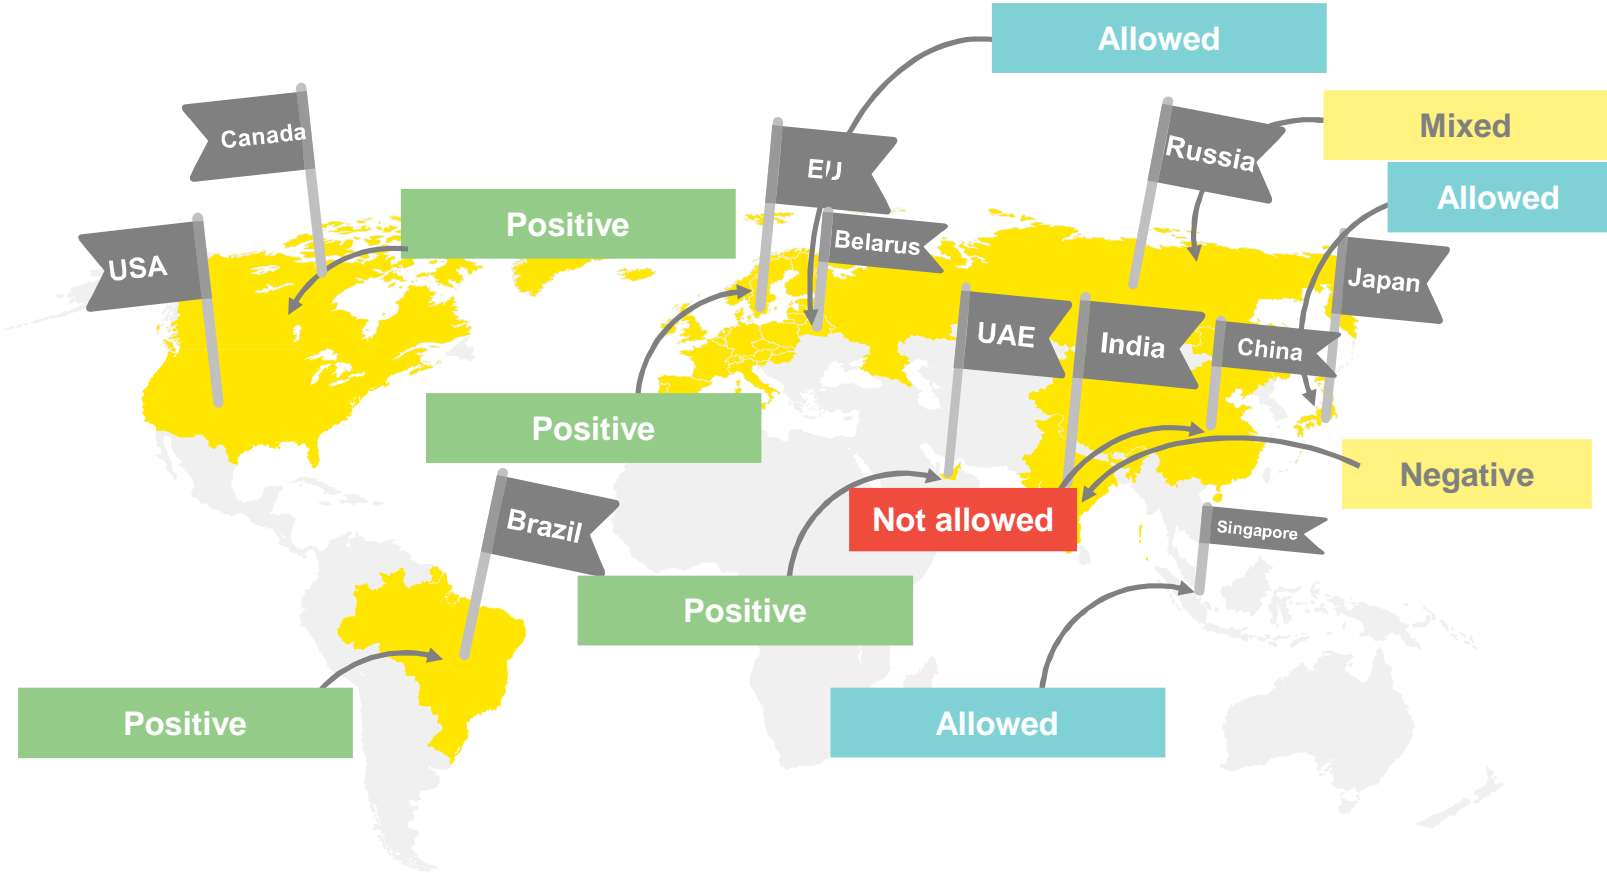 Allowed
Mixed
Canada
EU
Russia
Positive
Allowed
USA
Belarus
Japan
UAE
India
China
Positive
Negative
Not allowed
Brazil
Singapore
Positive
Positive
Allowed